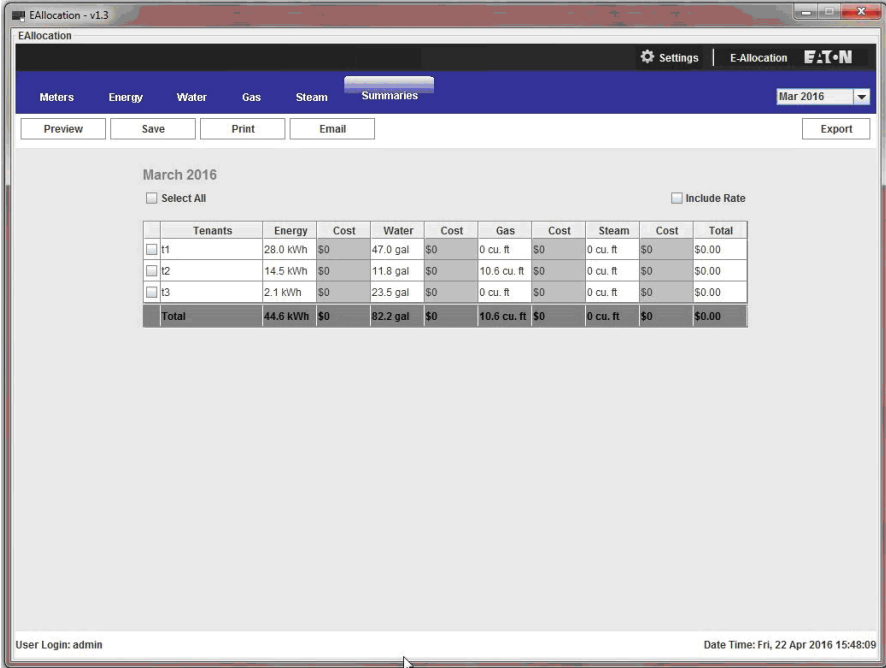 EAllocation - v1.3
EAllocation
Settings | E-Allocation EATON
Meters Energy Water Gas Steam Summaries Mar 2016
Preview Save Print Email Export
March 2016
Select All Include Rate
Tenants Energy Cost Water Cost Gas Cost Steam Cost Total
t1 28.0 kWh $0 47.0 gal $0 0 cu. ft $0 0 cu. ft $0 $0.00
t2 14.5 kWh $0 11.8 gal $0 10.6 cu. ft $0 0 cu. ft $0 $0.00
t3 2.1 kWh $0 23.5 gal $0 0 cu. ft $0 0 cu. ft $0 $0.00
Total 44.6 kWh $0 82.2 gal $0 10.6 cu. ft $0 0 cu. ft $0 $0.00
User Login: admin Date Time: Fri, 22 Apr 2016 15:48:09